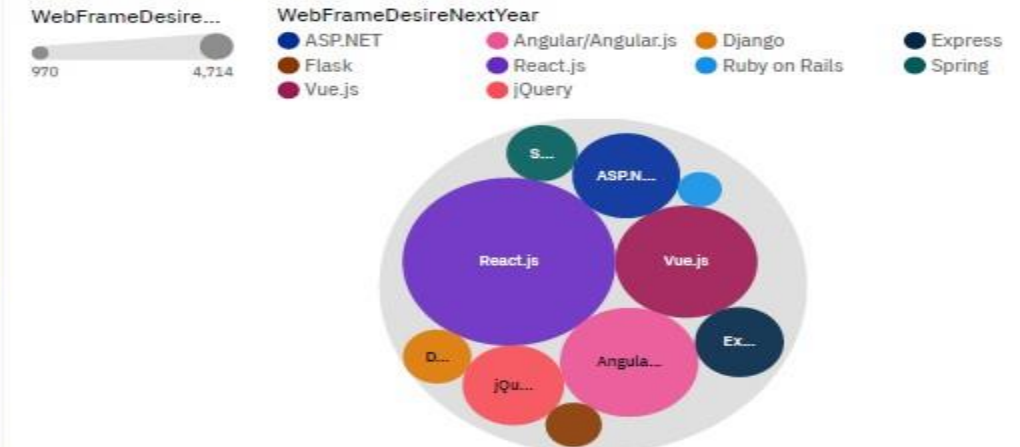 WebFrameDesire...
970 4,714
WebFrameDesireNextYear
ASP.NET Angular/Angular.js Django Express
Flask React.js Ruby on Rails Spring
Vue.js jQuery
S...
ASP.N...
React.js
Vue.js
Ex...
D...
Angula...
jQu...